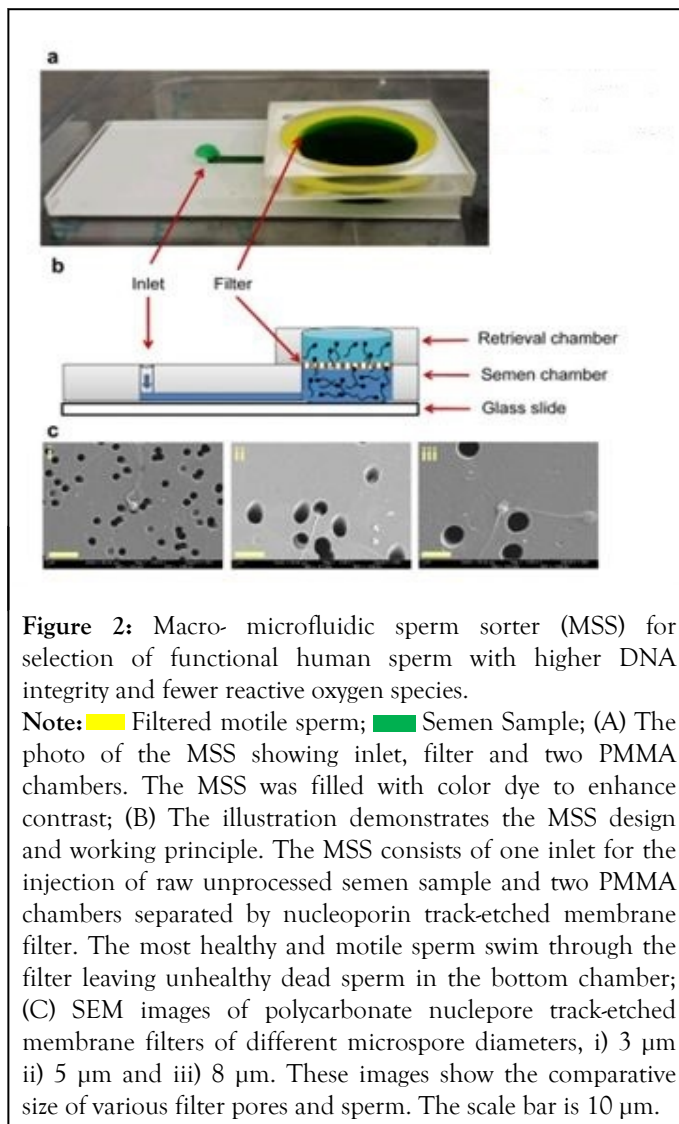 a
b
Inlet
Filter
Retrieval chamber
Semen chamber
Glass slide
c
i
ii
iii
Figure 2: Macro- microfluidic sperm sorter (MSS) for
selection of functional human sperm with higher DNA
integrity and fewer reactive oxygen species.
Note: Filtered motile sperm; Semen Sample; (A) The
photo of the MSS showing inlet, filter and two PMMA
chambers. The MSS was filled with color dye to enhance
contrast; (B) The illustration demonstrates the MSS design
and working principle. The MSS consists of one inlet for the
injection of raw unprocessed semen sample and two PMMA
chambers separated by nucleoporin track-etched membrane
filter. The most healthy and motile sperm swim through the
filter leaving unhealthy dead sperm in the bottom chamber;
(C) SEM images of polycarbonate nuclepore track-etched
membrane filters of different microspore diameters, i) 3 μm
ii) 5 μm and iii) 8 μm. These images show the comparative
size of various filter pores and sperm. The scale bar is 10 μm.